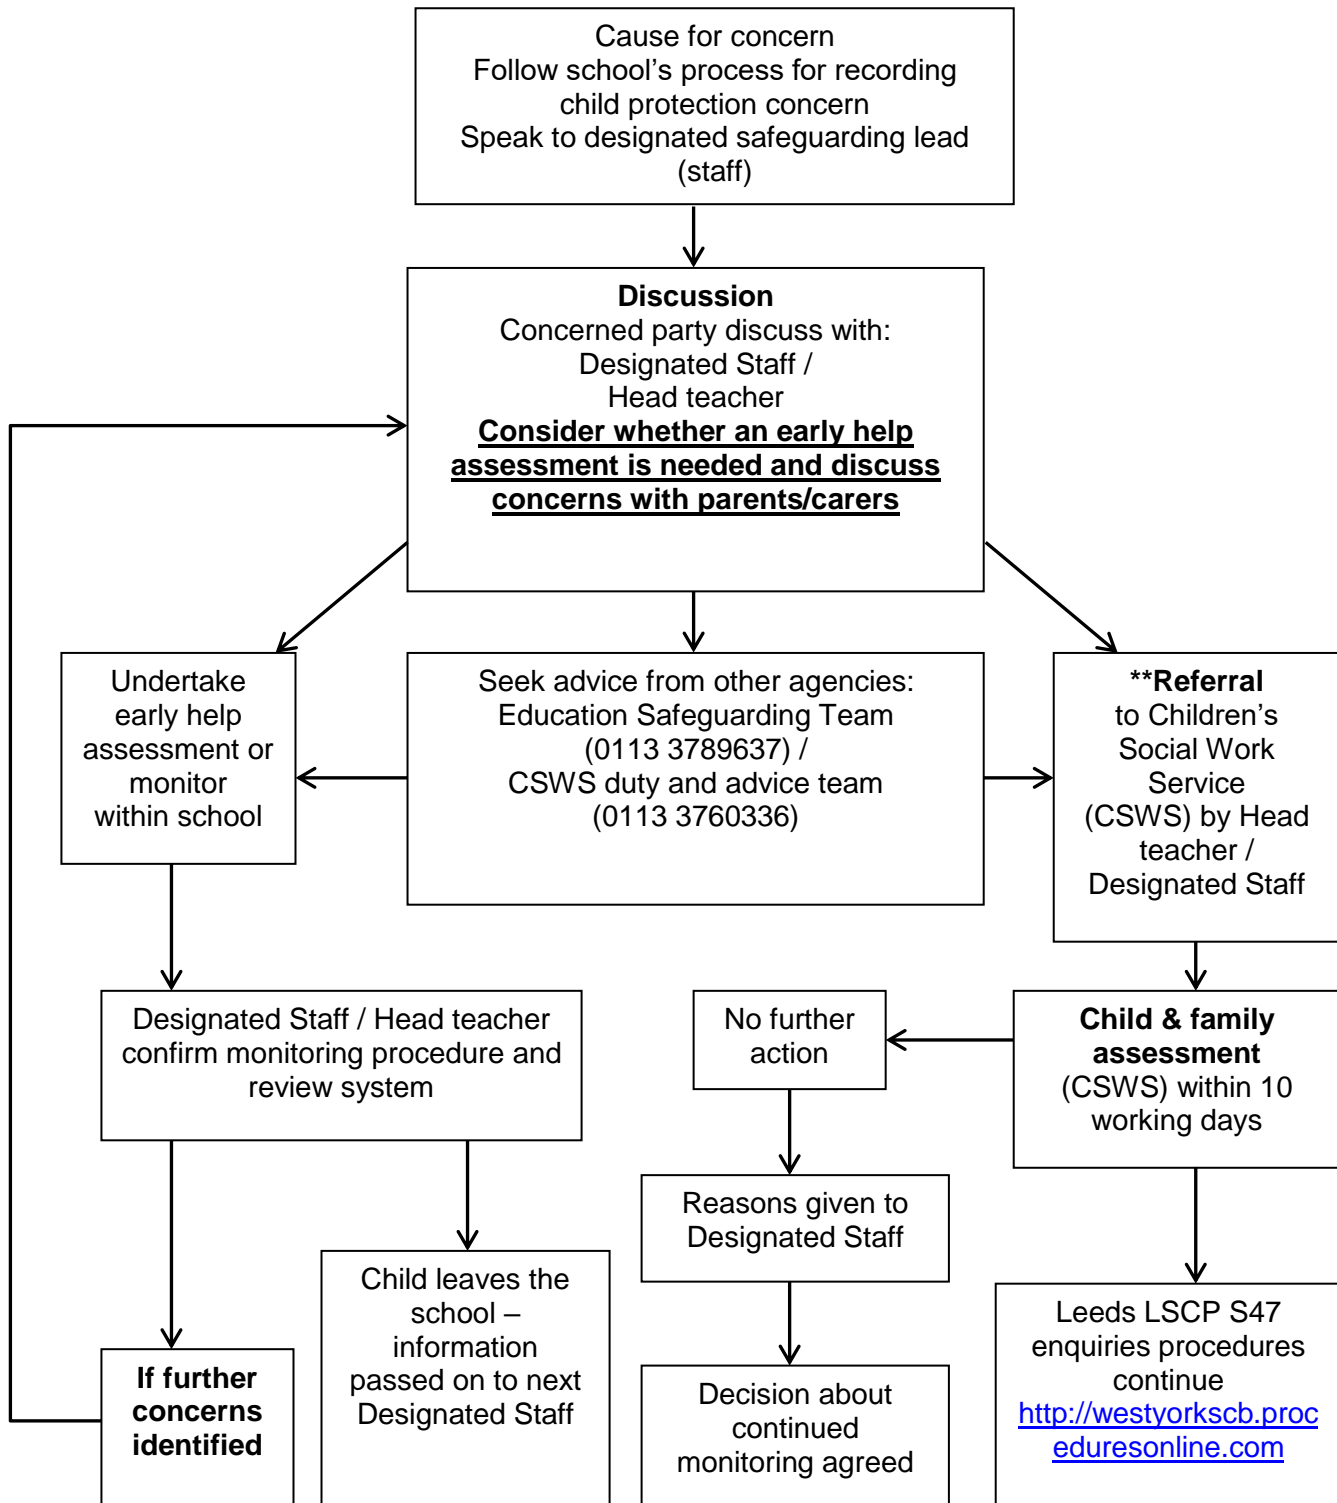 Cause for concern
Follow school’s process for recording
child protection concern
Speak to designated safeguarding lead
(staff)
Discussion
Concerned party discuss with:
Designated Staff /
Head teacher
Consider whether an early help
assessment is needed and discuss
concerns with parents/carers
Undertake
early help
assessment or
monitor
within school
Seek advice from other agencies:
Education Safeguarding Team
(0113 3789637) /
CSWS duty and advice team
(0113 3760336)
**Referral
to Children’s
Social Work
Service
(CSWS) by Head
teacher /
Designated Staff
Designated Staff / Head teacher
confirm monitoring procedure and
review system
No further
action
Child & family
assessment
(CSWS) within 10
working days
Reasons given to
Designated Staff
If further
concerns
identified
Child leaves the
school –
information
passed on to next
Designated Staff
Decision about
continued
monitoring agreed
Leeds LSCP S47
enquiries procedures
continue
http://westyorkscb.proc
eduresonline.com